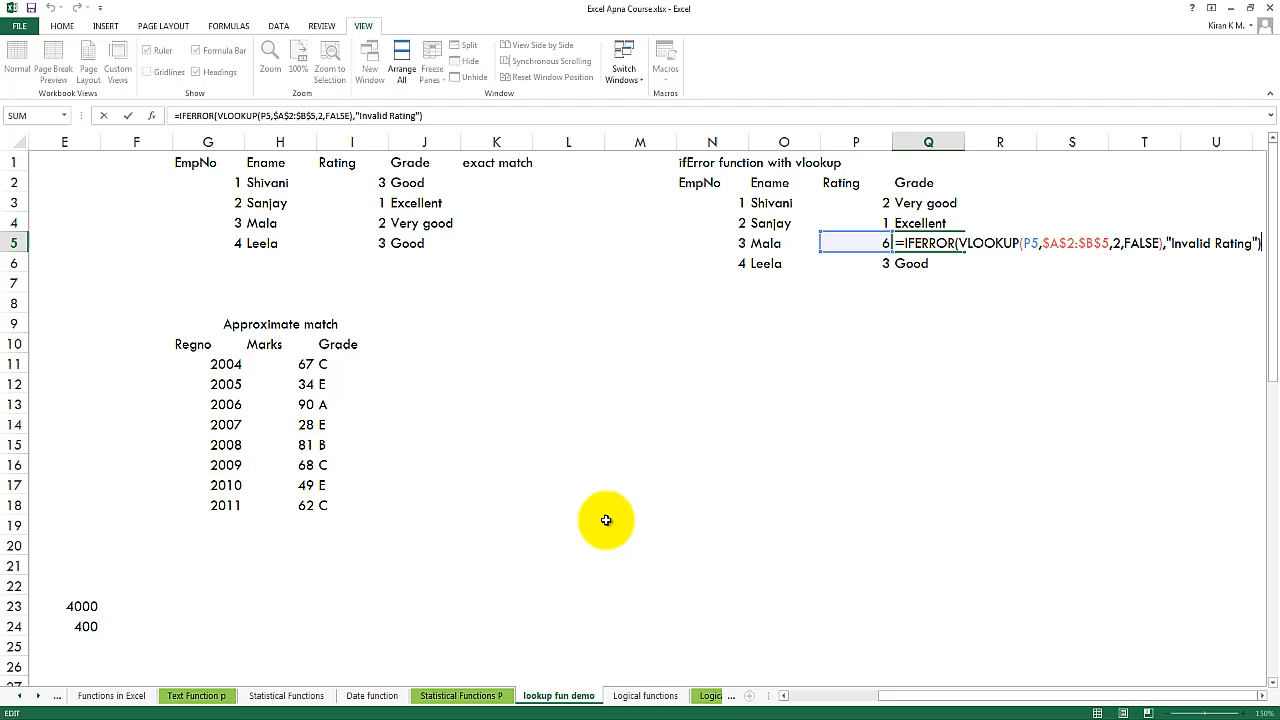 Excel Apna Course.xlsx - Excel
FILE HOME INSERT PAGE LAYOUT FORMULAS DATA REVIEW VIEW Kiran K M.
Normal Page Break Preview Page Layout Custom Views
Ruler Formula Bar
Gridlines Headings
Zoom 100% Zoom to Selection
New Window Arrange All Freeze Panes
Split
Hide
Unhide
View Side by Side
Synchronous Scrolling
Reset Window Position
Switch Windows Macros
Workbook Views Show Zoom Window Macros
SUM fx =IFERROR(VLOOKUP(P5,$A$2:$B$5,2,FALSE),"Invalid Rating")
E F G H I J K L M N O P Q R S T U
1 EmpNo Ename Rating Grade exact match ifError function with vlookup
2 1 Shivani 3 Good EmpNo Ename Rating Grade
3 2 Sanjay 1 Excellent 1 Shivani 2 Very good
4 3 Mala 2 Very good 2 Sanjay 1 Excellent
5 4 Leela 3 Good 3 Mala 6 =IFERROR(VLOOKUP(P5,$A$2:$B$5,2,FALSE),"Invalid Rating")
6 4 Leela 3 Good
7
8
9 Approximate match
10 Regno Marks Grade
11 2004 67 C
12 2005 34 E
13 2006 90 A
14 2007 28 E
15 2008 81 B
16 2009 68 C
17 2010 49 E
18 2011 62 C
19
20
21
22
23 4000
24 400
25
26
27
... Functions in Excel Text Function p Statistical Functions Date function Statistical Functions P lookup fun demo Logical functions Logic ...
EDIT 150%